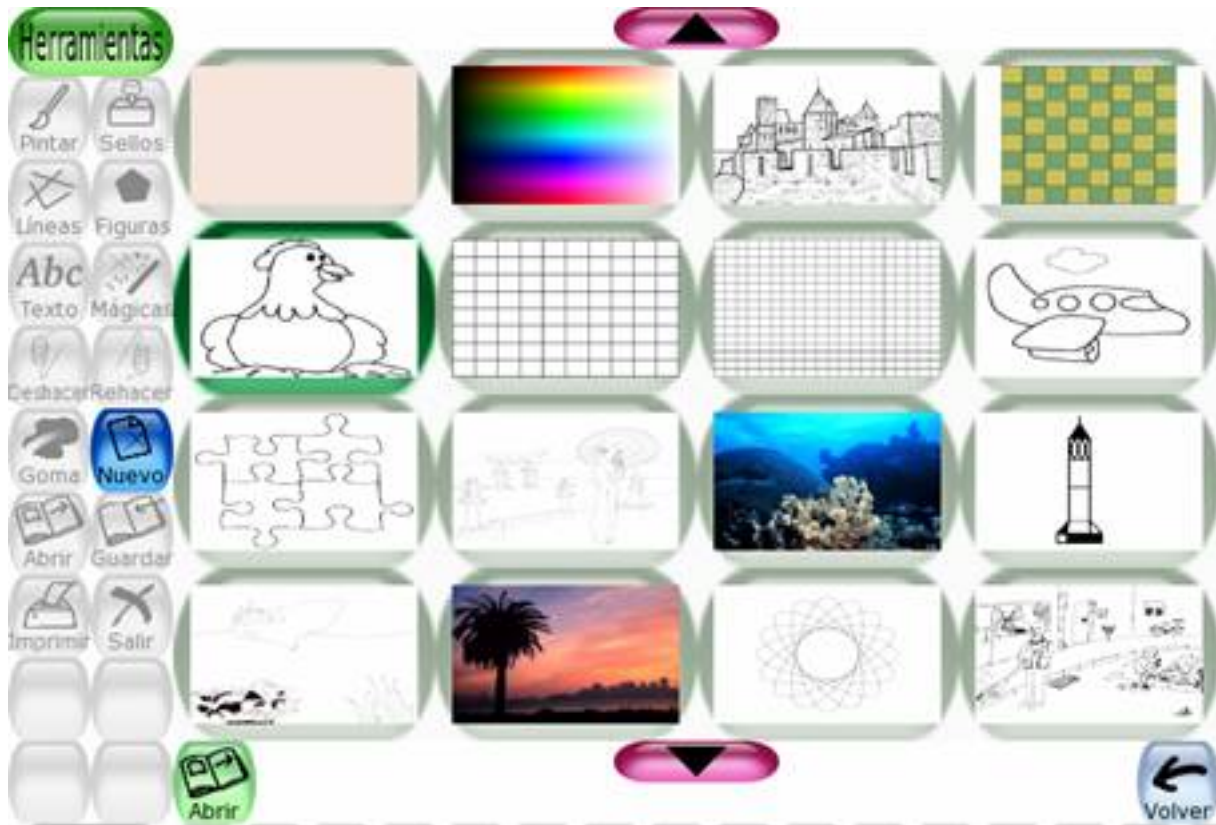 Herramientas
Pintar Sellos
Líneas Figuras
Abc
Texto Mágicas
Deshacer Rehacer
Goma Nuevo
Abrir Guardar
Imprimir Salir
Abrir
Volver